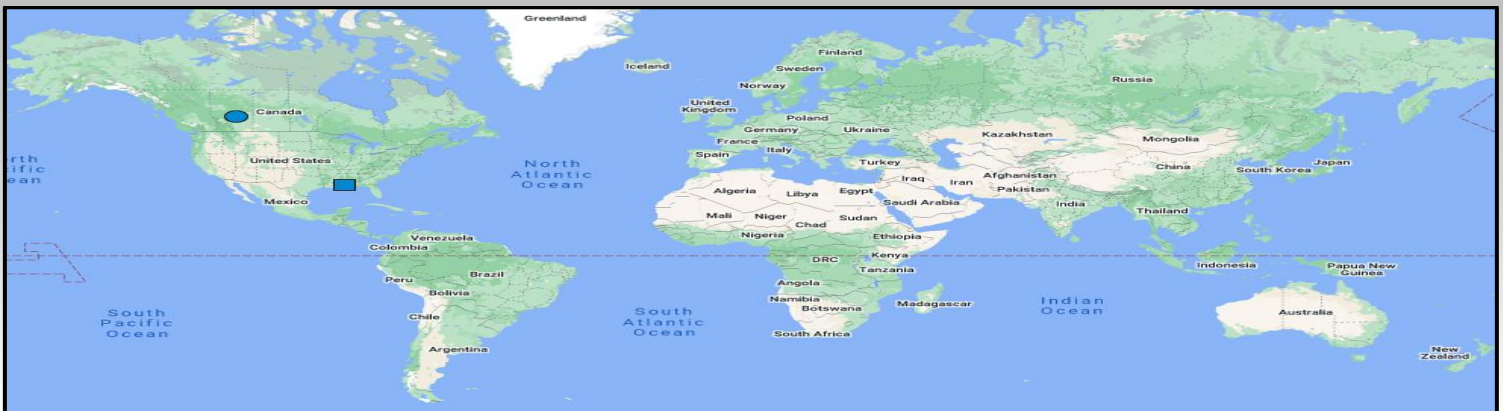 Greenland
Iceland
Finland
Sweden
Norway
Russia
United
Kingdom
Poland
Germany
Ukraine
France
Italy
Spain
Turkey
Kazakhstan
Mongolia
China
Japan
South Korea
Afghanistan
Pakistan
Iran
Iraq
Canada
United States
Mexico
rth
ific
ean
North
Atlantic
Ocean
Algeria
Libya
Egypt
Saudi Arabia
India
Thailand
Mali
Niger
Chad
Sudan
Nigeria
Ethiopia
Venezuela
Colombia
DRC
Kenya
Tanzania
Indonesia
Papua New
Guinea
Peru
Brazil
Bolivia
Angola
Namibia
Botswana
Madagascar
South Africa
Chile
Argentina
South
Pacific
Ocean
South
Atlantic
Ocean
Indian
Ocean
Australia
New
Zealand